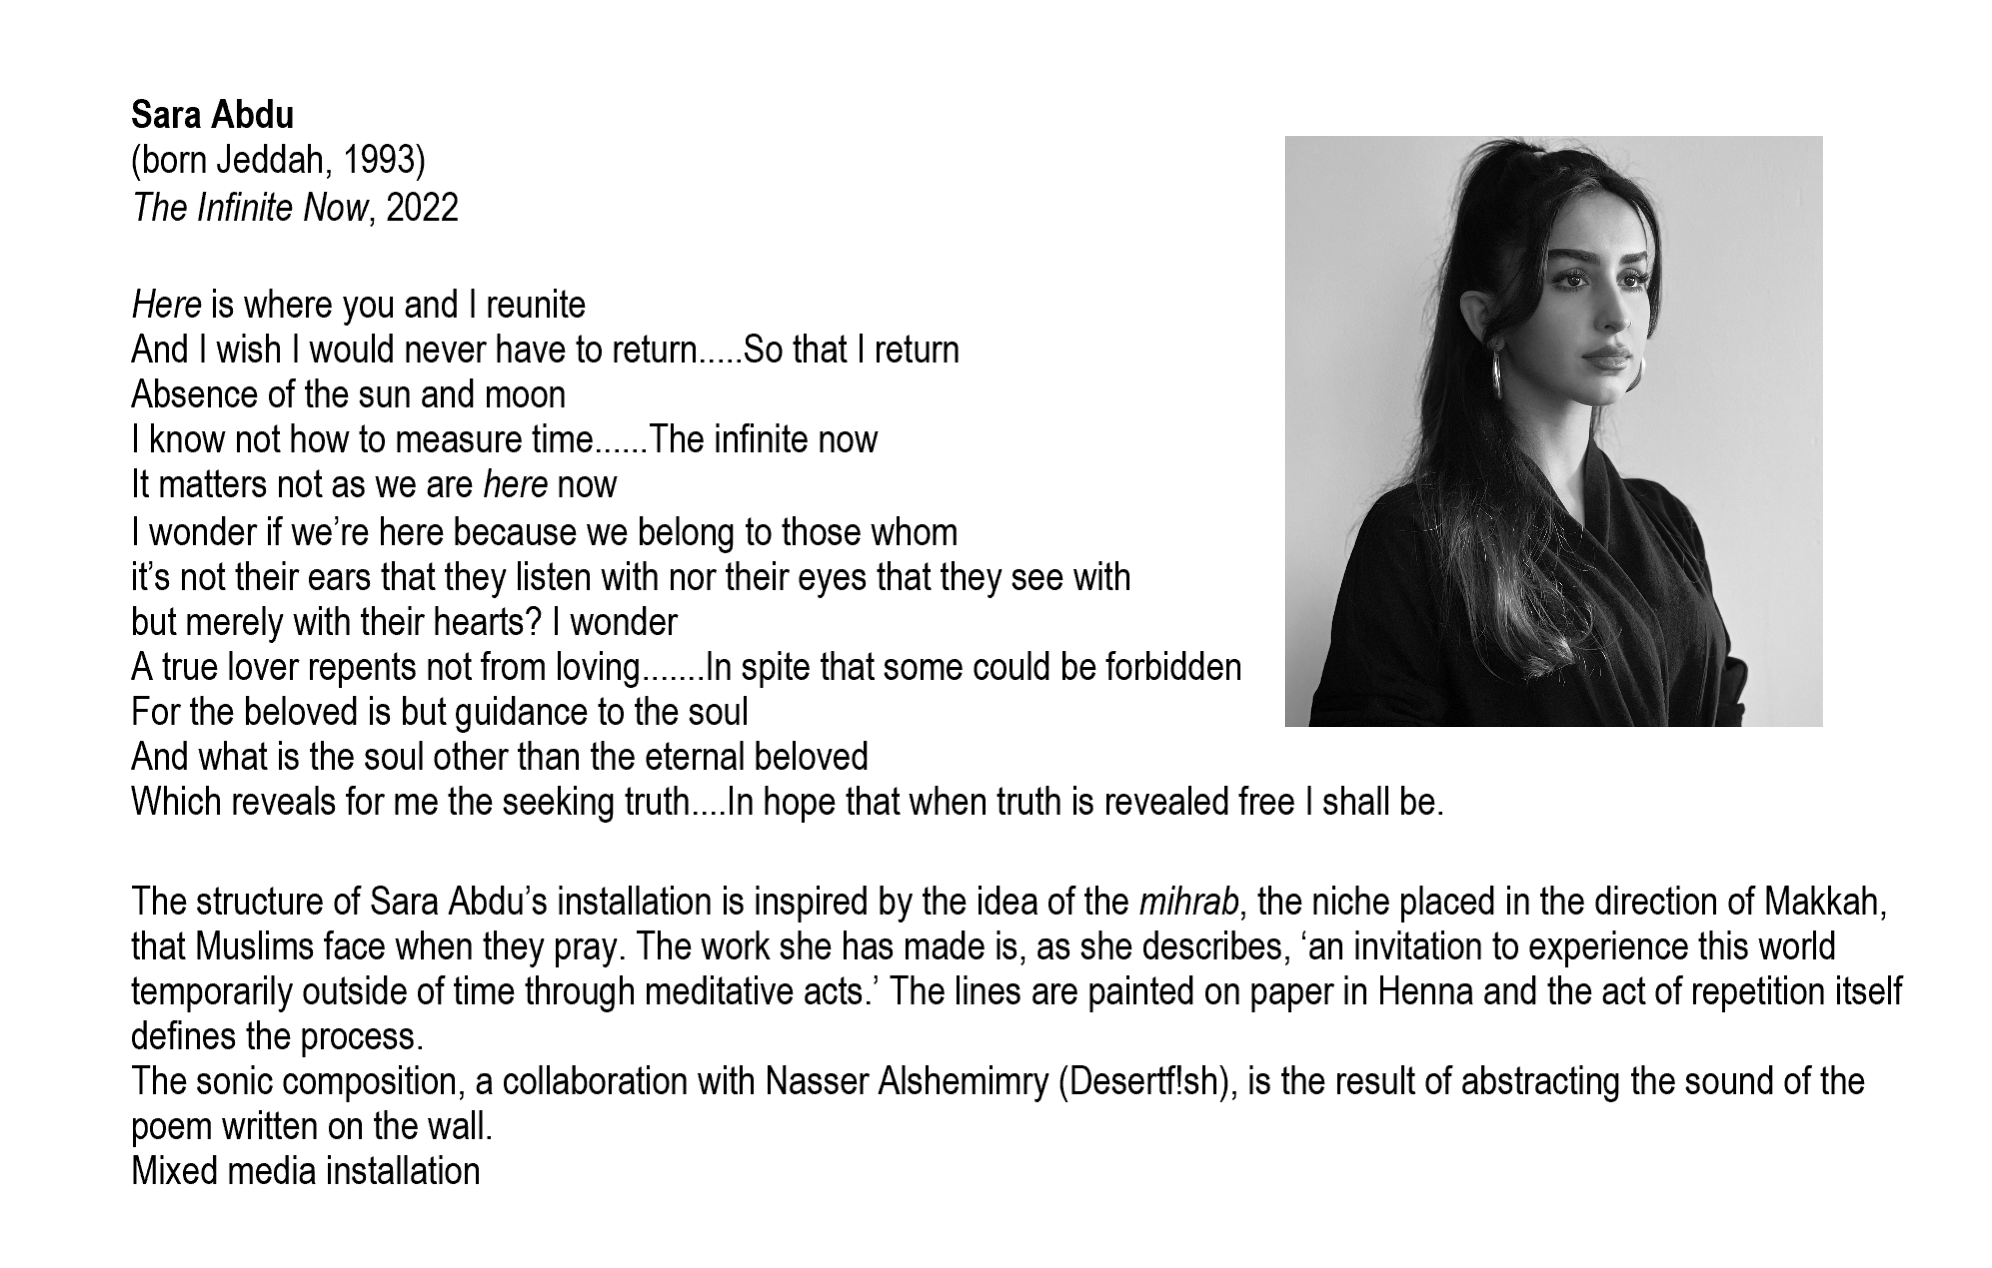 Sara Abdu
(born Jeddah, 1993)
The Infinite Now, 2022
Here is where you and I reunite
And I wish I would never have to return.....So that I return
Absence of the sun and moon
I know not how to measure time......The infinite now
It matters not as we are here now
I wonder if we’re here because we belong to those whom
it’s not their ears that they listen with nor their eyes that they see with
but merely with their hearts? I wonder
A true lover repents not from loving.......In spite that some could be forbidden
For the beloved is but guidance to the soul
And what is the soul other than the eternal beloved
Which reveals for me the seeking truth....In hope that when truth is revealed free I shall be.
The structure of Sara Abdu’s installation is inspired by the idea of the mihrab, the niche placed in the direction of Makkah,
that Muslims face when they pray. The work she has made is, as she describes, ‘an invitation to experience this world
temporarily outside of time through meditative acts.’ The lines are painted on paper in Henna and the act of repetition itself
defines the process.
The sonic composition, a collaboration with Nasser Alshemimry (Desertf!sh), is the result of abstracting the sound of the
poem written on the wall.
Mixed media installation